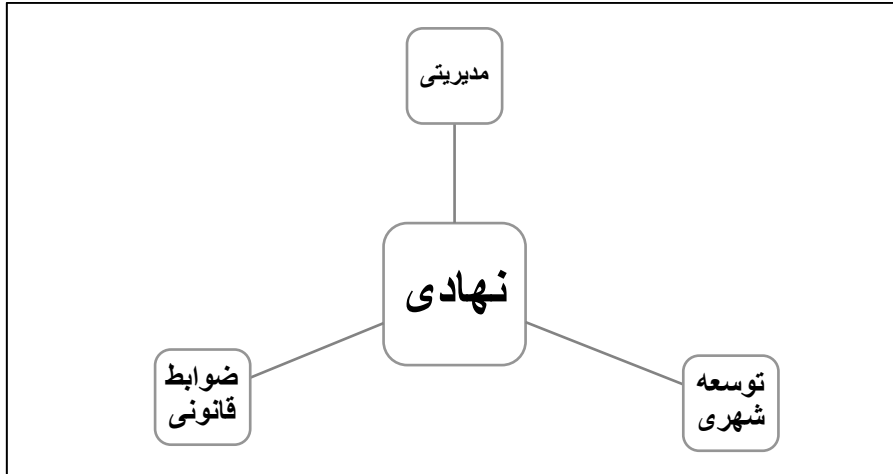 مدیریتی
نهادی
توسعه
شهری
ضوابط
قانونی